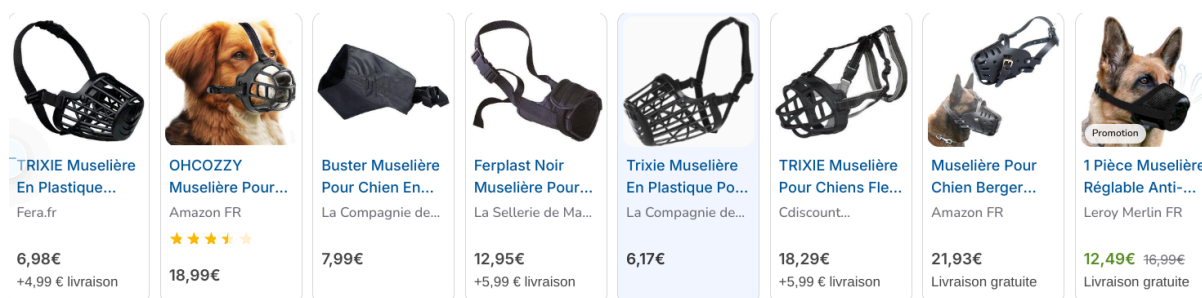 TRIXIE Muselière
En Plastique...
Fera.fr
6,98€
+4,99 € livraison
OHCOZZY
Muselière Pour...
Amazon FR
18,99€
Buster Muselière
Pour Chien En...
La Compagnie de...
7,99€
Ferplast Noir
Muselière Pour...
La Sellerie de Ma...
12,95€
+5,99 € livraison
Trixie Muselière
En Plastique Po...
La Compagnie de...
6,17€
TRIXIE Muselière
Pour Chiens Fle...
Cdiscount...
18,29€
+5,99 € livraison
Muselière Pour
Chien Berger...
Amazon FR
21,93€
Livraison gratuite
Promotion
1 Pièce Muselière
Réglable Anti-...
Leroy Merlin FR
12,49€ 16,99€
Livraison gratuite